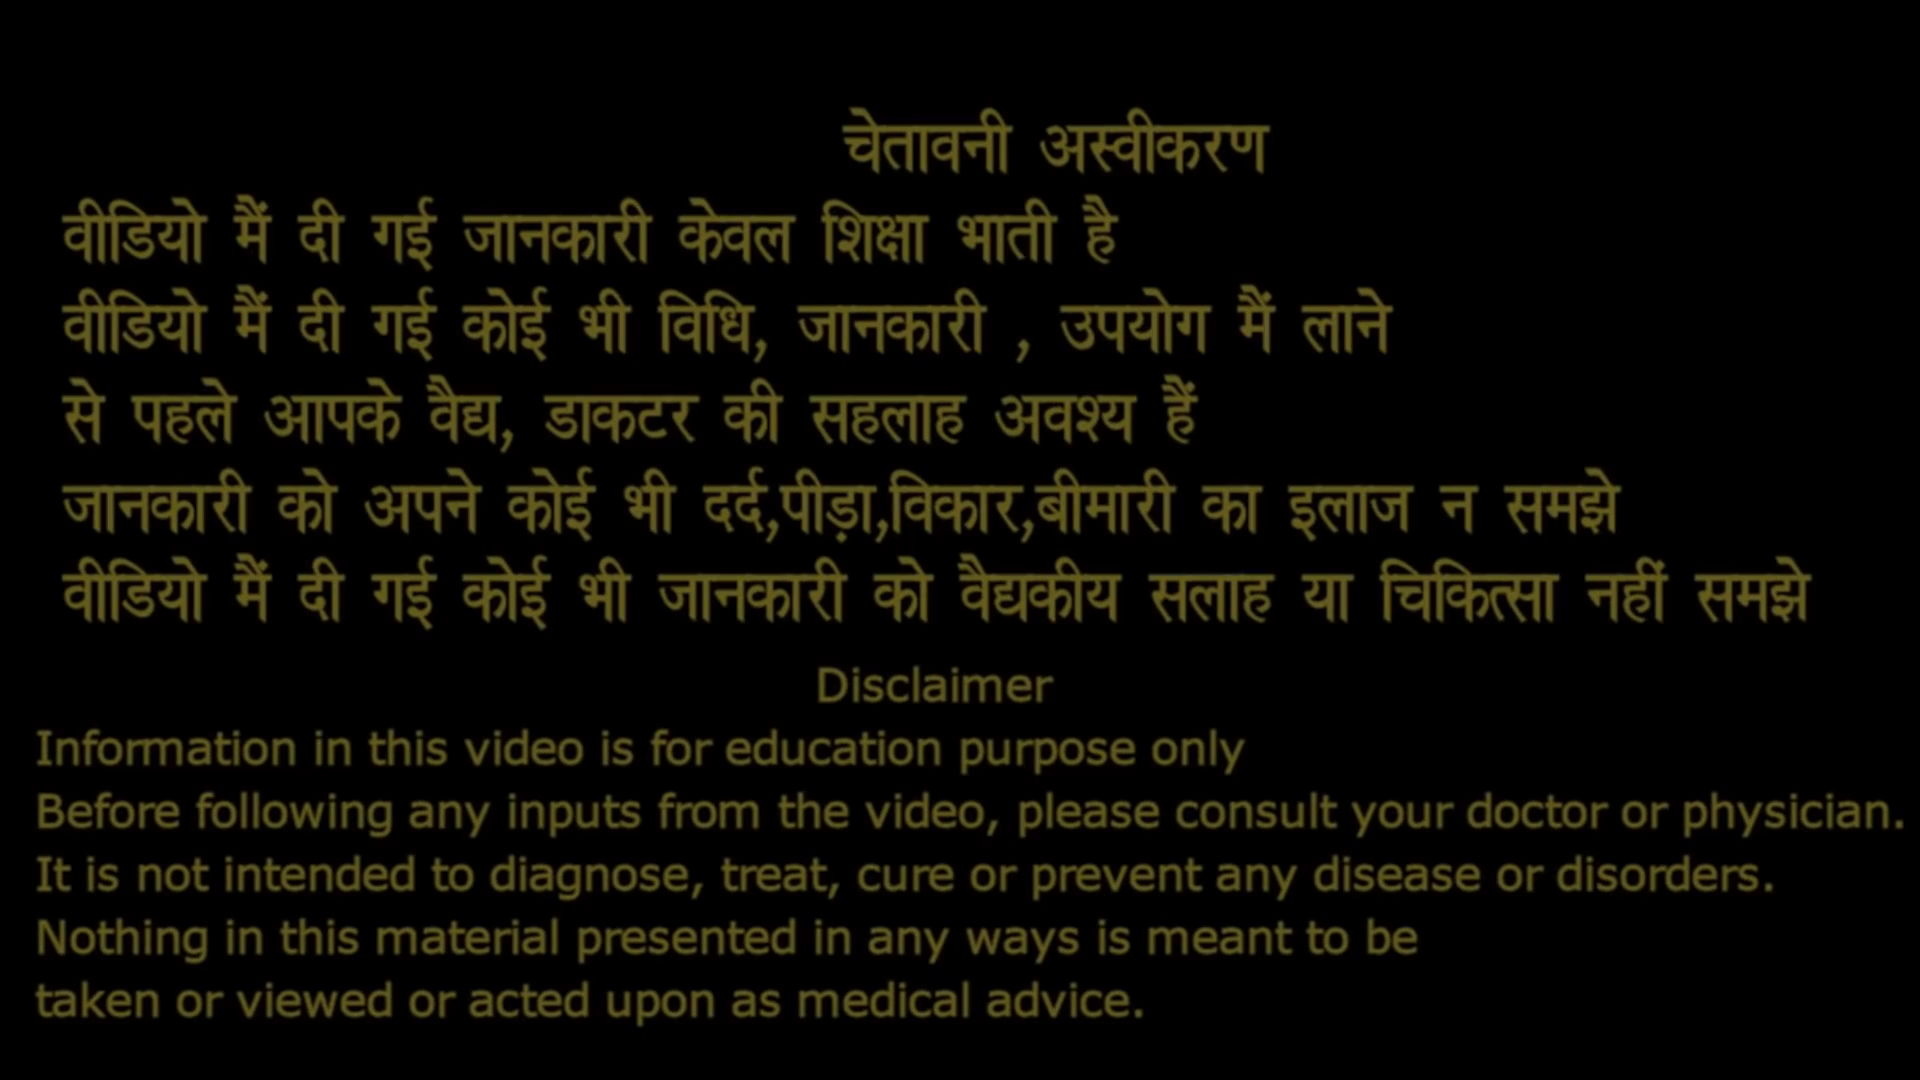 चेतावनी अस्वीकरण
वीडियो मैं दी गई जानकारी केवल शिक्षा भाती है
वीडियो मैं दी गई कोई भी विधि, जानकारी , उपयोग मैं लाने
से पहले आपके वैद्य, डाकटर की सहलाह अवश्य हैं
जानकारी को अपने कोई भी दर्द,पीड़ा,विकार,बीमारी का इलाज न समझे
वीडियो मैं दी गई कोई भी जानकारी को वैद्यकीय सलाह या चिकित्सा नहीं समझे
Disclaimer
Information in this video is for education purpose only
Before following any inputs from the video, please consult your doctor or physician.
It is not intended to diagnose, treat, cure or prevent any disease or disorders.
Nothing in this material presented in any ways is meant to be
taken or viewed or acted upon as medical advice.